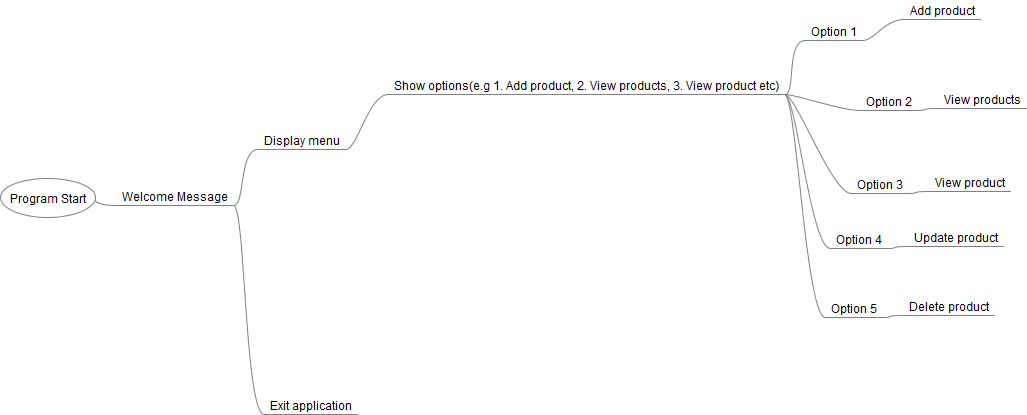 Program Start
Welcome Message
Display menu
Show options(e.g 1. Add product, 2. View products, 3. View product etc)
Option 1
Add product
Option 2
View products
Option 3
View product
Option 4
Update product
Option 5
Delete product
Exit application